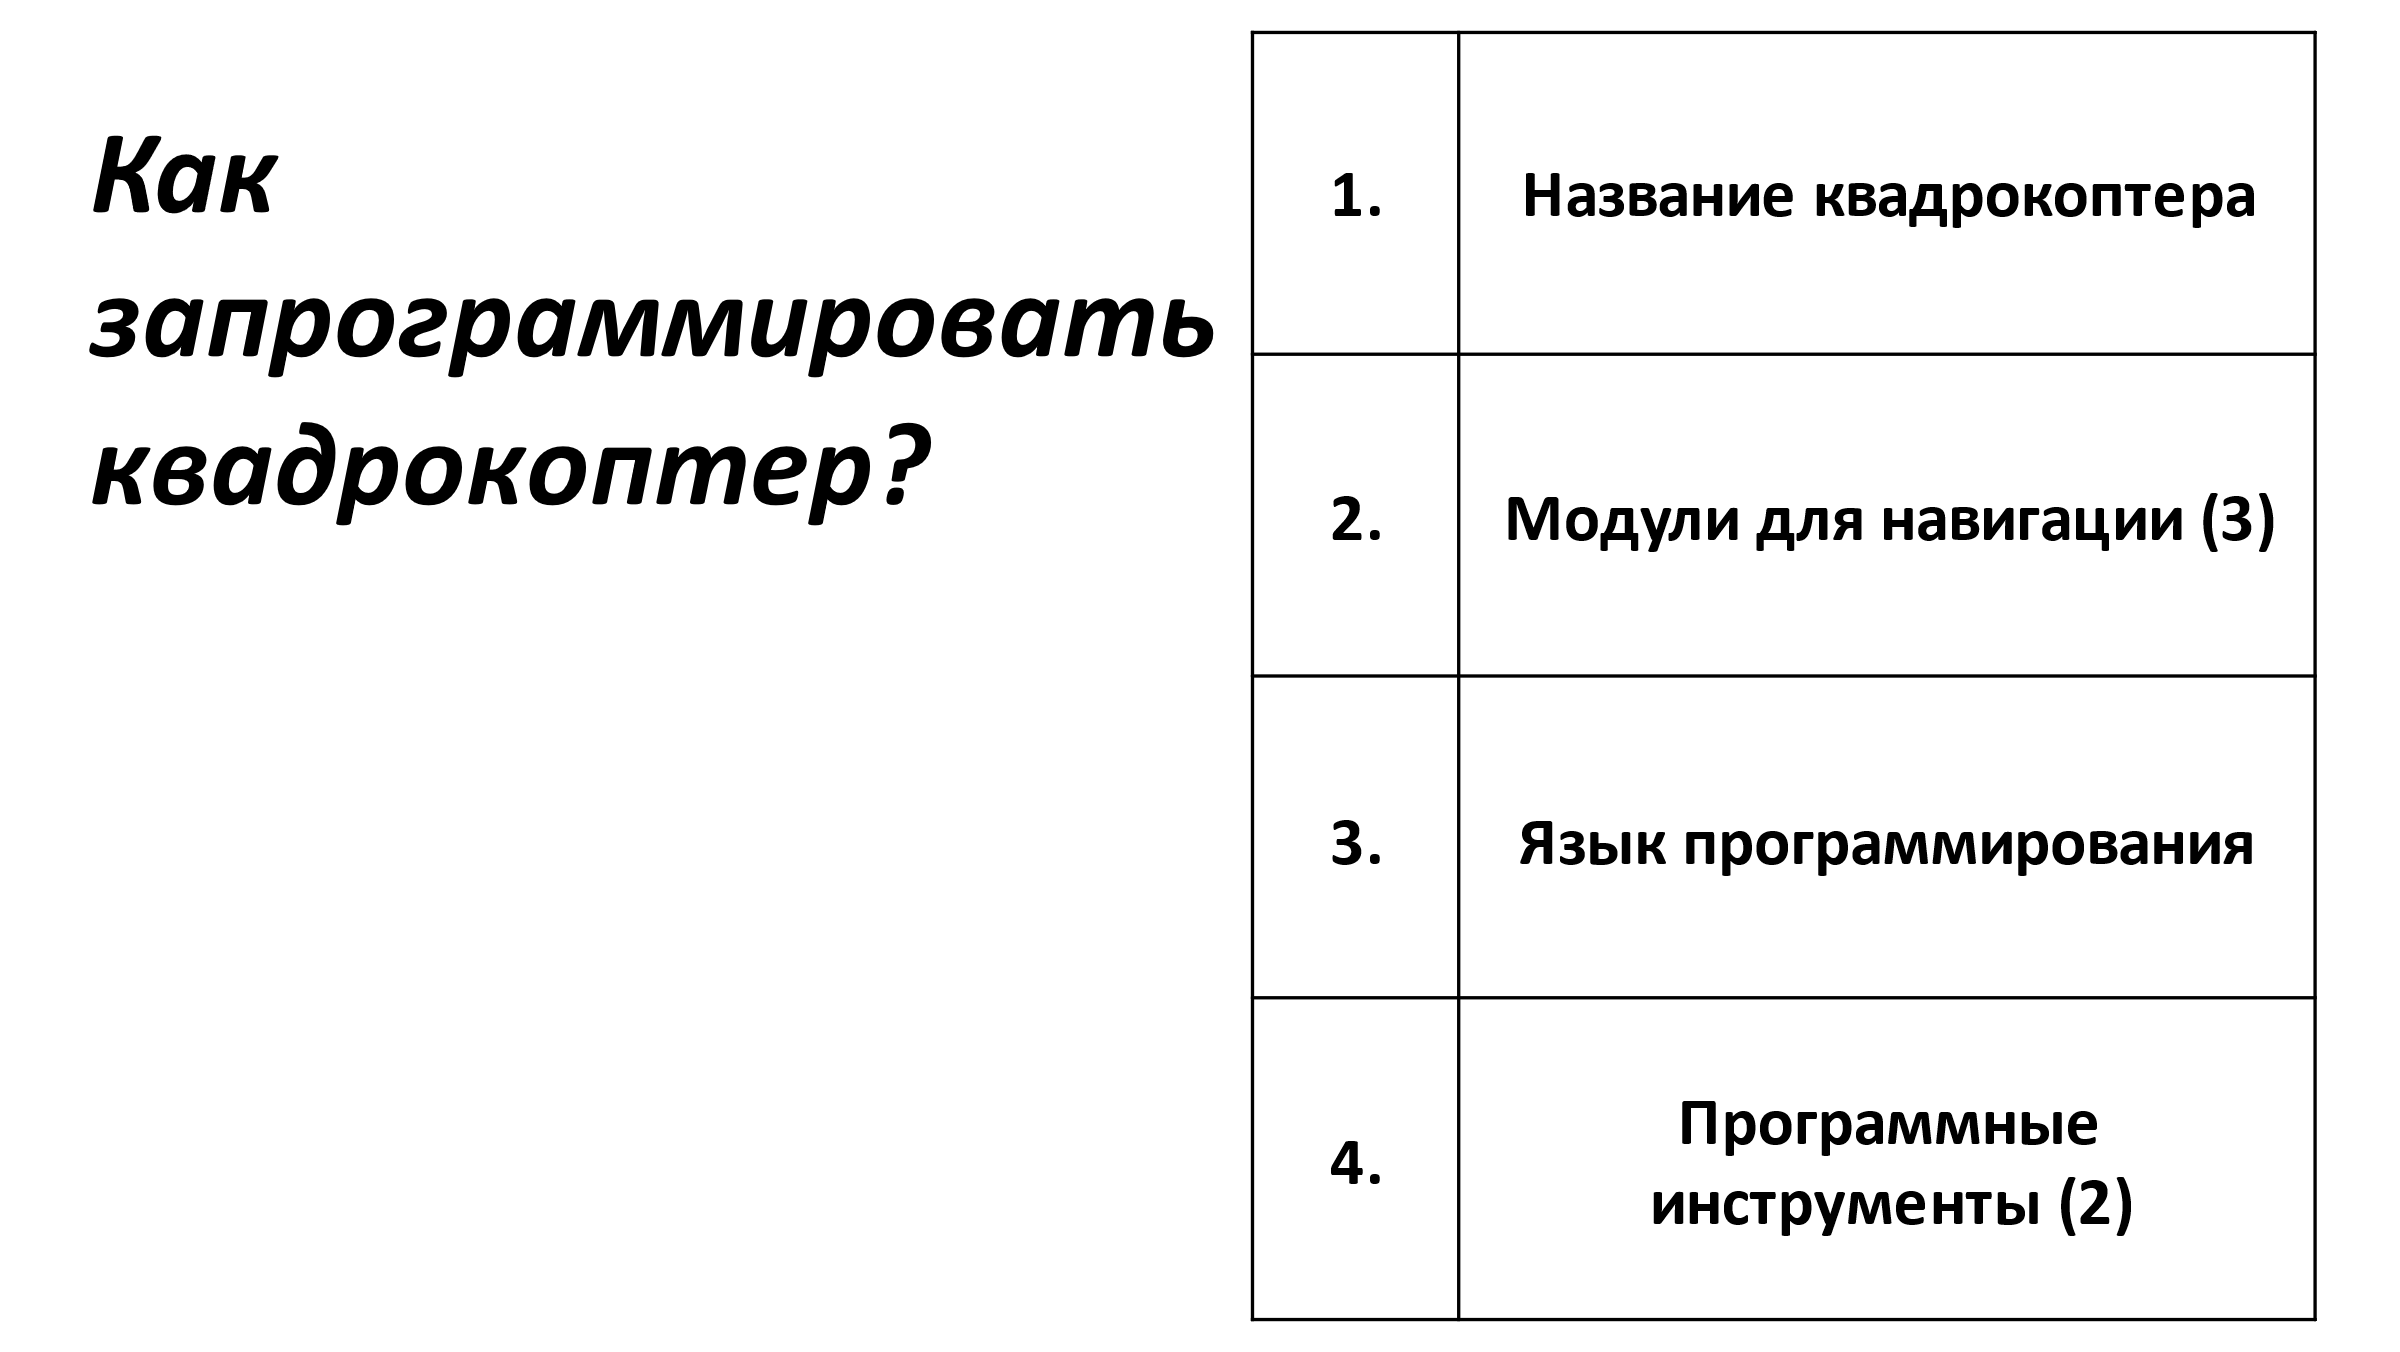 Как
запрограммировать
квадрокоптер?
1. Название квадрокоптера
2. Модули для навигации (3)
3. Язык программирования
4. Программные
инструменты (2)